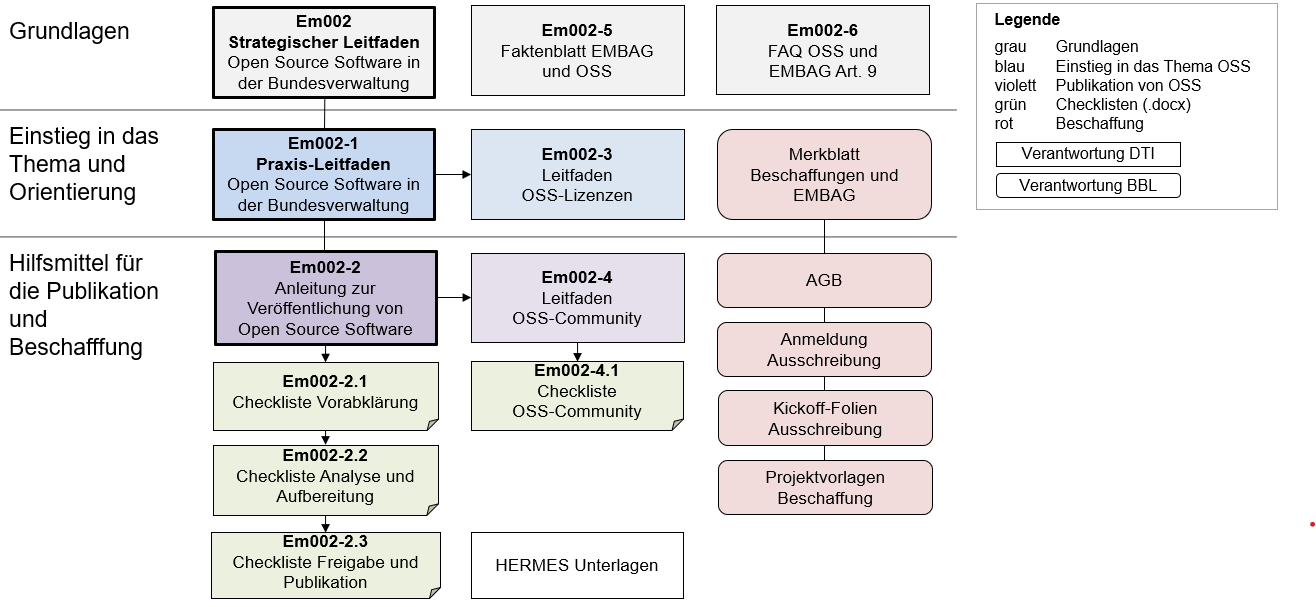 Grundlagen
Em002
Strategischer Leitfaden
Open Source Software in
der Bundesverwaltung
Em002-5
Faktenblatt EMBAG
und OSS
Em002-6
FAQ OSS und
EMBAG Art. 9
Legende
grau Grundlagen
blau Einstieg in das Thema OSS
violett Publikation von OSS
grün Checklisten (.docx)
rot Beschaffung
Verantwortung DTI
Verantwortung BBL
Einstieg in das
Thema und
Orientierung
Em002-1
Praxis-Leitfaden
Open Source Software in
der Bundesverwaltung
Em002-3
Leitfaden
OSS-Lizenzen
Merkblatt
Beschaffungen und
EMBAG
Hilfsmittel für
die Publikation
und
Beschafffung
Em002-2
Anleitung zur
Veröffentlichung von
Open Source Software
Em002-4
Leitfaden
OSS-Community
AGB
Em002-2.1
Checkliste Vorabklärung
Em002-4.1
Checkliste
OSS-Community
Anmeldung
Ausschreibung
Kickoff-Folien
Ausschreibung
Em002-2.2
Checkliste Analyse und
Aufbereitung
Projektvorlagen
Beschaffung
Em002-2.3
Checkliste Freigabe und
Publikation
HERMES Unterlagen